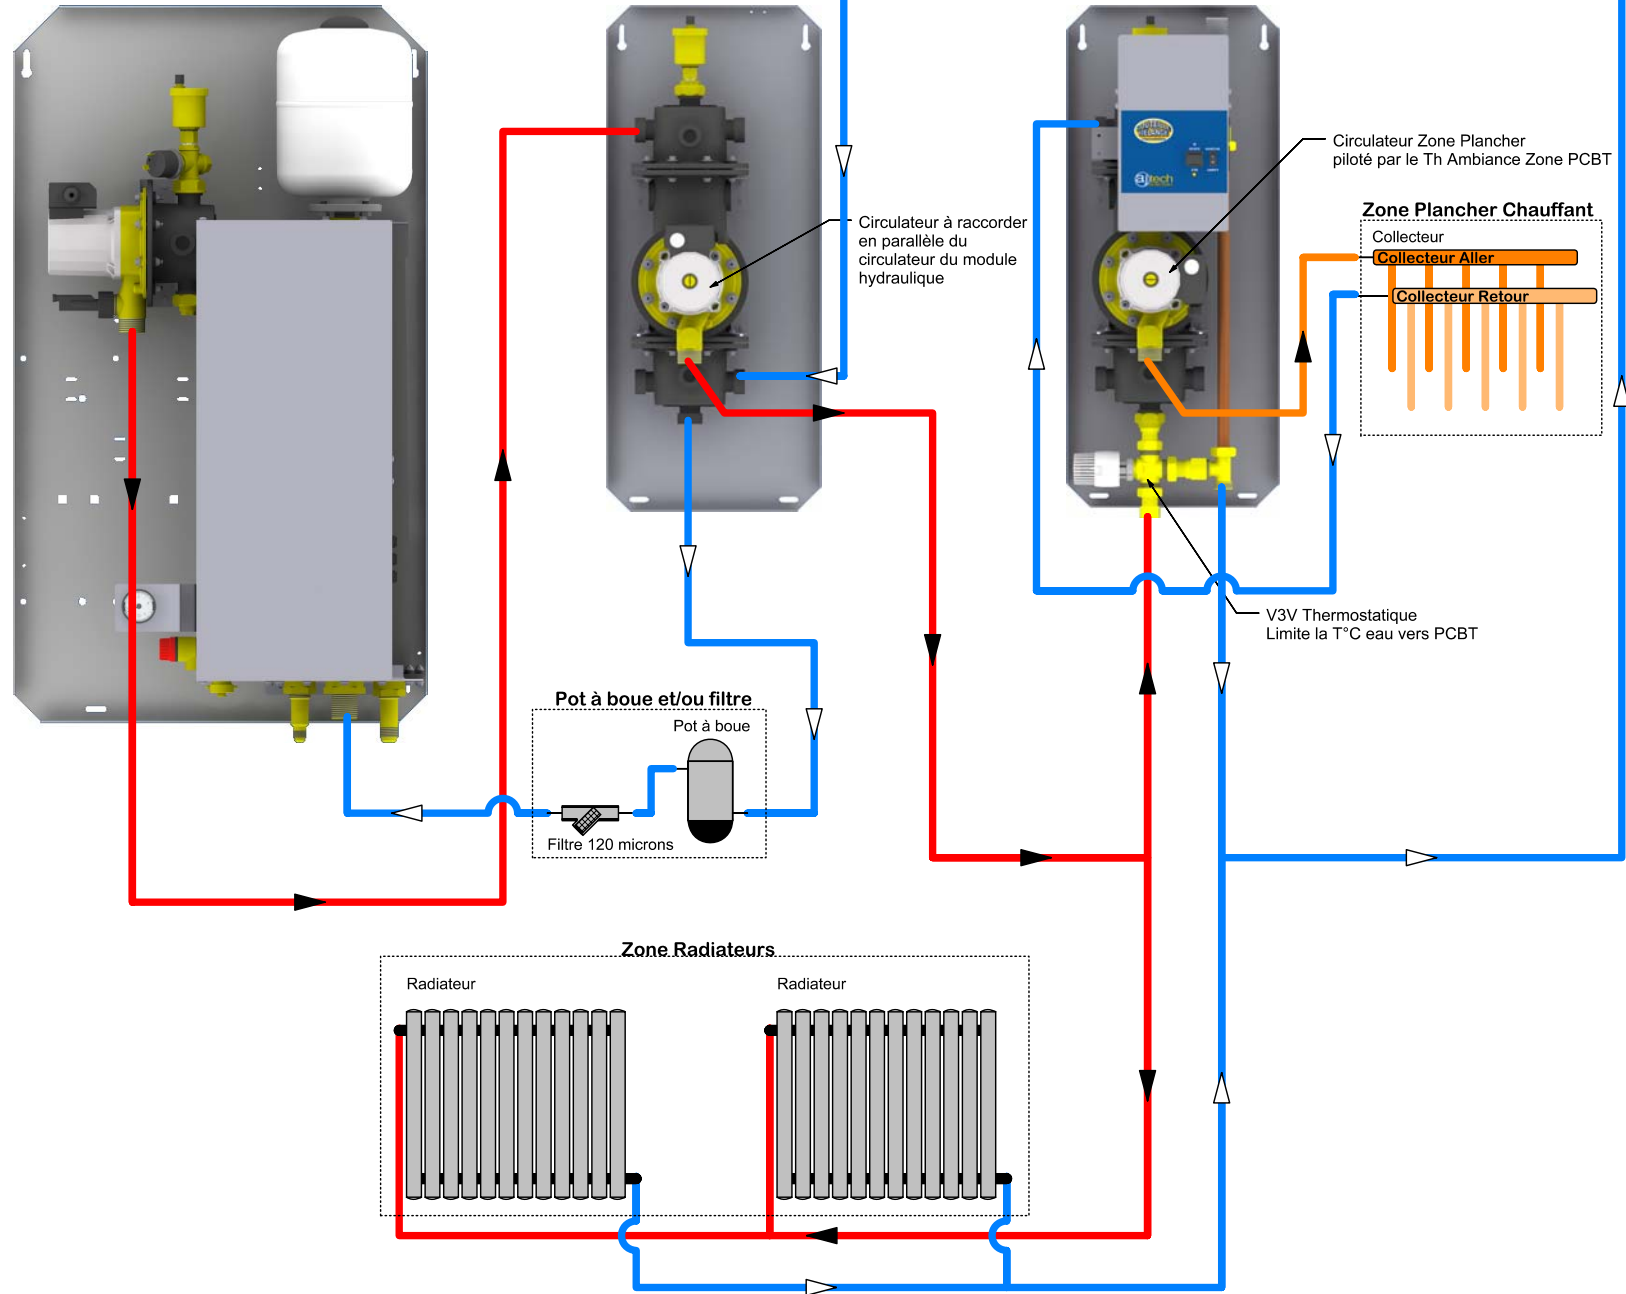 Circulateur Zone Plancher
piloté par le Th Ambiance Zone PCBT
Zone Plancher Chauffant
Collecteur
Collecteur Aller
Collecteur Retour
Circulateur à raccorder
en parallèle du
circulateur du module
hydraulique
V3V Thermostatique
Limite la T°C eau vers PCBT
Pot à boue et/ou filtre
Pot à boue
Filtre 120 microns
Zone Radiateurs
Radiateur
Radiateur